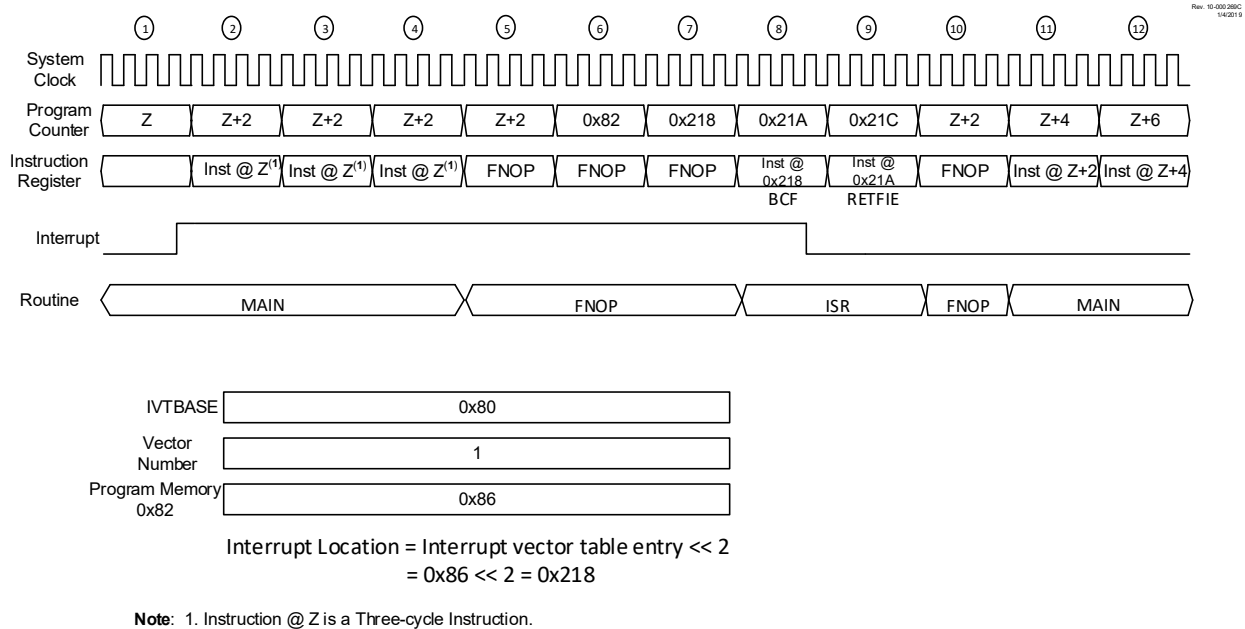 Rev. 10-000269C
1/4/2019
1 2 3 4 5 6 7 8 9 10 11 12
System
Clock
Program
Counter
Z Z+2 Z+2 Z+2 Z+2 0x82 0x218 0x21A 0x21C Z+2 Z+4 Z+6
Instruction
Register
Inst @ Z(1) Inst @ Z(1) Inst @ Z(1) FNOP FNOP FNOP Inst @ 0x218 Inst @ 0x21A FNOP Inst @ Z+2 Inst @ Z+4
BCF RETFIE
Interrupt
Routine MAIN FNOP ISR FNOP MAIN
IVTBASE 0x80
Vector
Number
1
Program Memory
0x82
0x86
Interrupt Location = Interrupt vector table entry << 2
= 0x86 << 2 = 0x218
Note: 1. Instruction @ Z is a Three-cycle Instruction.